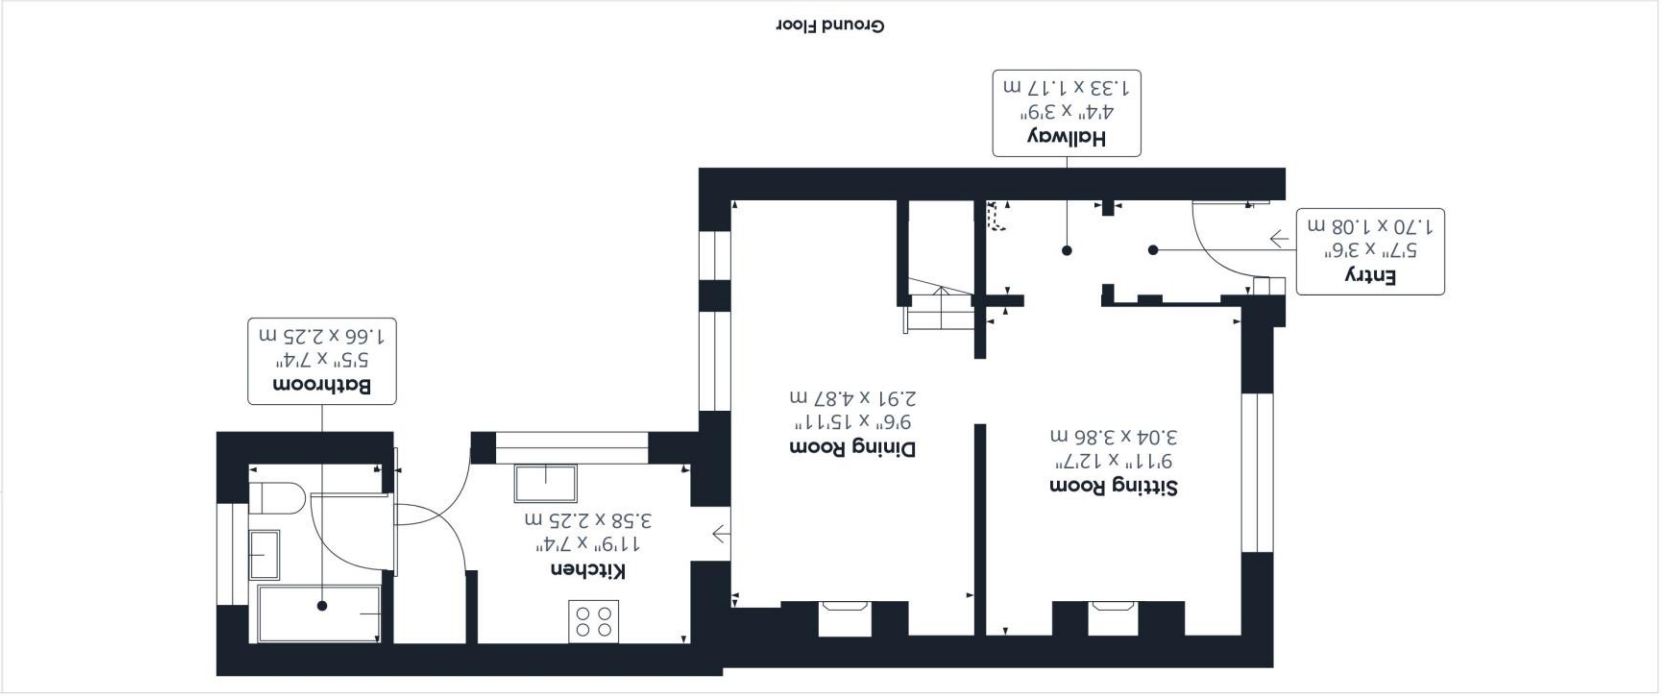 Entry
5'7" x 3'6"
1.70 x 1.08 m
Sitting Room
9'11" x 12'7"
3.04 x 3.86 m
Hallway
4'4" x 3'9"
1.33 x 1.17 m
Dining Room
9'6" x 15'11"
2.91 x 4.87 m
Kitchen
11'9" x 7'4"
3.58 x 2.25 m
Bathroom
5'5" x 7'4"
1.66 x 2.25 m
Ground Floor